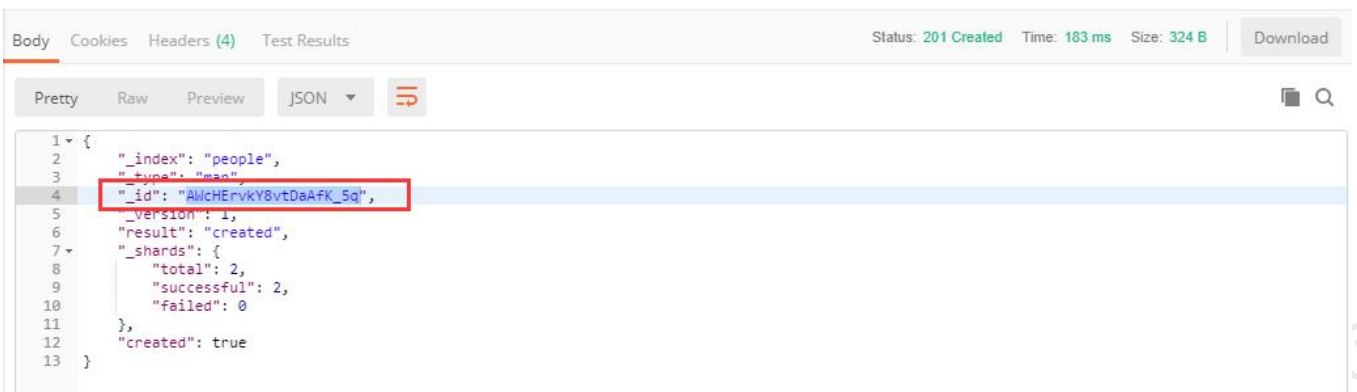 Body Cookies Headers (4) Test Results Status: 201 Created Time: 183 ms Size: 324 B Download
Pretty Raw Preview JSON
1 {
2 "_index": "people",
3 "_type": "man",
4 "_id": "AWcHErvkY8vtDaAfK_5q",
5 "_version": 1,
6 "result": "created",
7 "_shards": {
8 "total": 2,
9 "successful": 2,
10 "failed": 0
11 },
12 "created": true
13 }